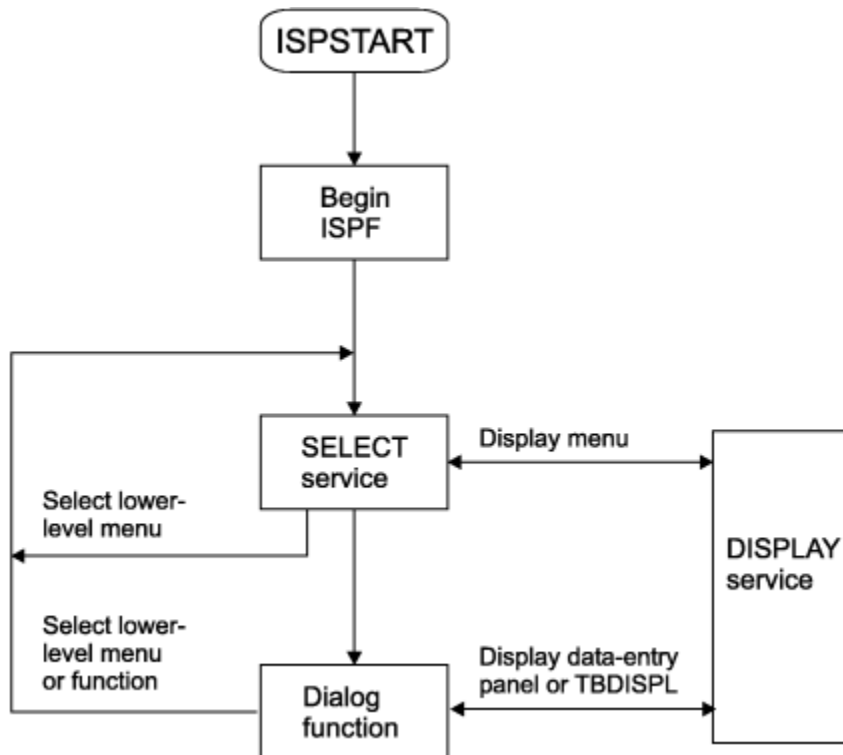 ISPSTART
Begin
ISPF
SELECT
service
Display menu
Select lower-
level menu
DISPLAY
service
Select lower-
level menu
or function
Dialog
function
Display data-entry
panel or TBDISPL